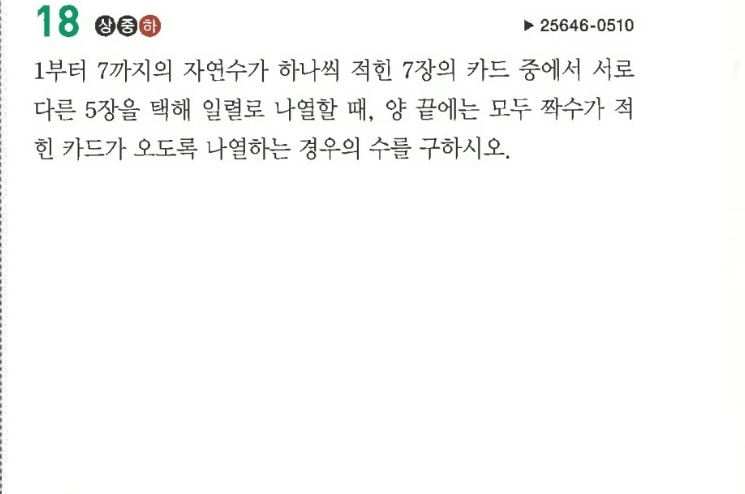 18 상중하 ▶ 25646-0510
1부터 7까지의 자연수가 하나씩 적힌 7장의 카드 중에서 서로
다른 5장을 택해 일렬로 나열할 때, 양 끝에는 모두 짝수가 적
힌 카드가 오도록 나열하는 경우의 수를 구하시오.